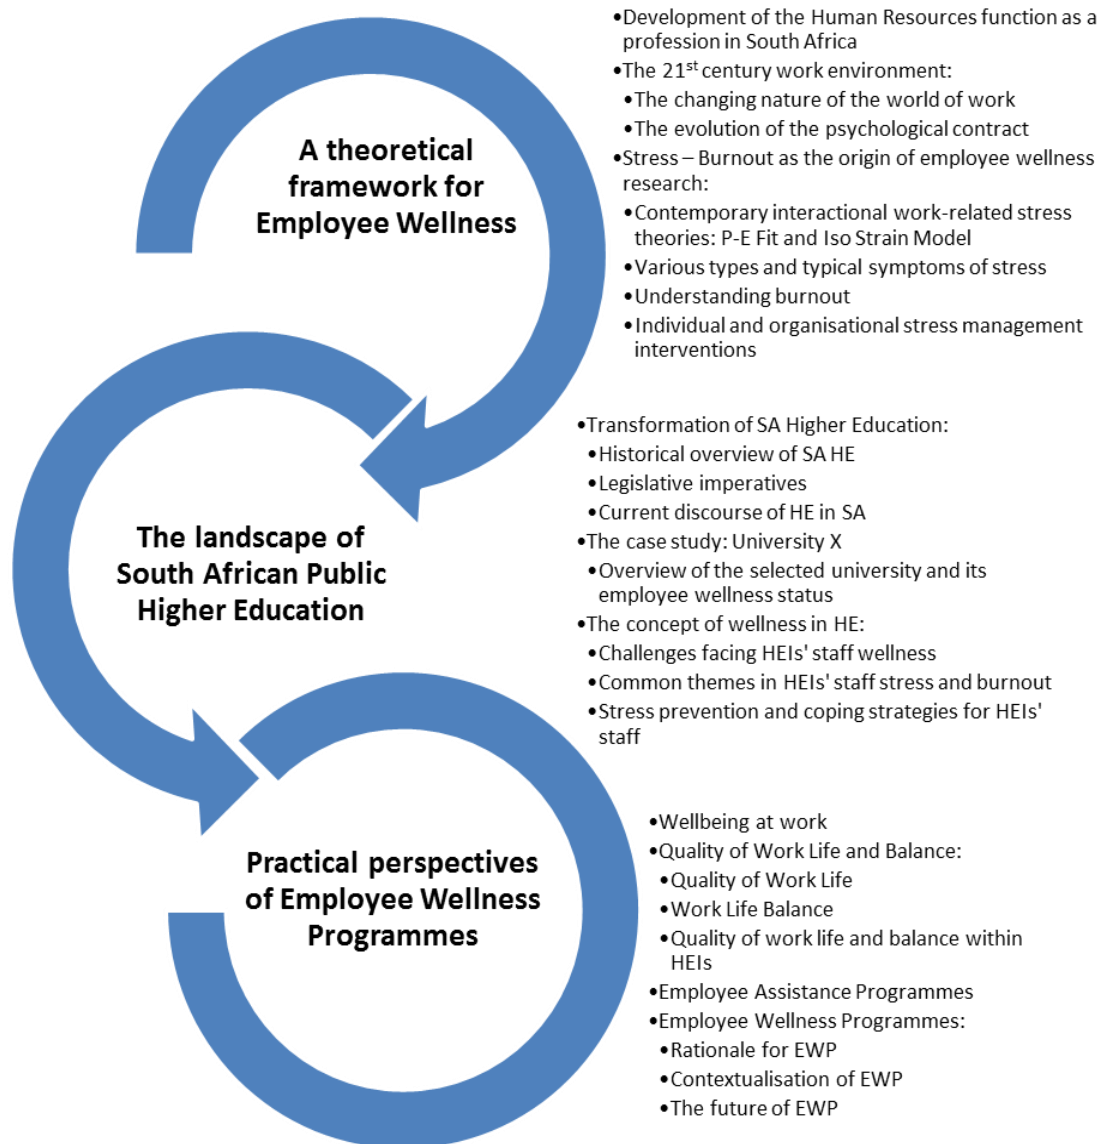 A theoretical
framework for
Employee Wellness
•Development of the Human Resources function as a
profession in South Africa
•The 21st century work environment:
•The changing nature of the world of work
•The evolution of the psychological contract
•Stress – Burnout as the origin of employee wellness
research:
•Contemporary interactional work-related stress
theories: P-E Fit and Iso Strain Model
•Various types and typical symptoms of stress
•Understanding burnout
•Individual and organisational stress management
interventions
The landscape of
South African Public
Higher Education
•Transformation of SA Higher Education:
•Historical overview of SA HE
•Legislative imperatives
•Current discourse of HE in SA
•The case study: University X
•Overview of the selected university and its
employee wellness status
•The concept of wellness in HE:
•Challenges facing HEIs' staff wellness
•Common themes in HEIs' staff stress and burnout
•Stress prevention and coping strategies for HEIs'
staff
Practical perspectives
of Employee Wellness
Programmes
•Wellbeing at work
•Quality of Work Life and Balance:
•Quality of Work Life
•Work Life Balance
•Quality of work life and balance within
HEIs
•Employee Assistance Programmes
•Employee Wellness Programmes:
•Rationale for EWP
•Contextualisation of EWP
•The future of EWP